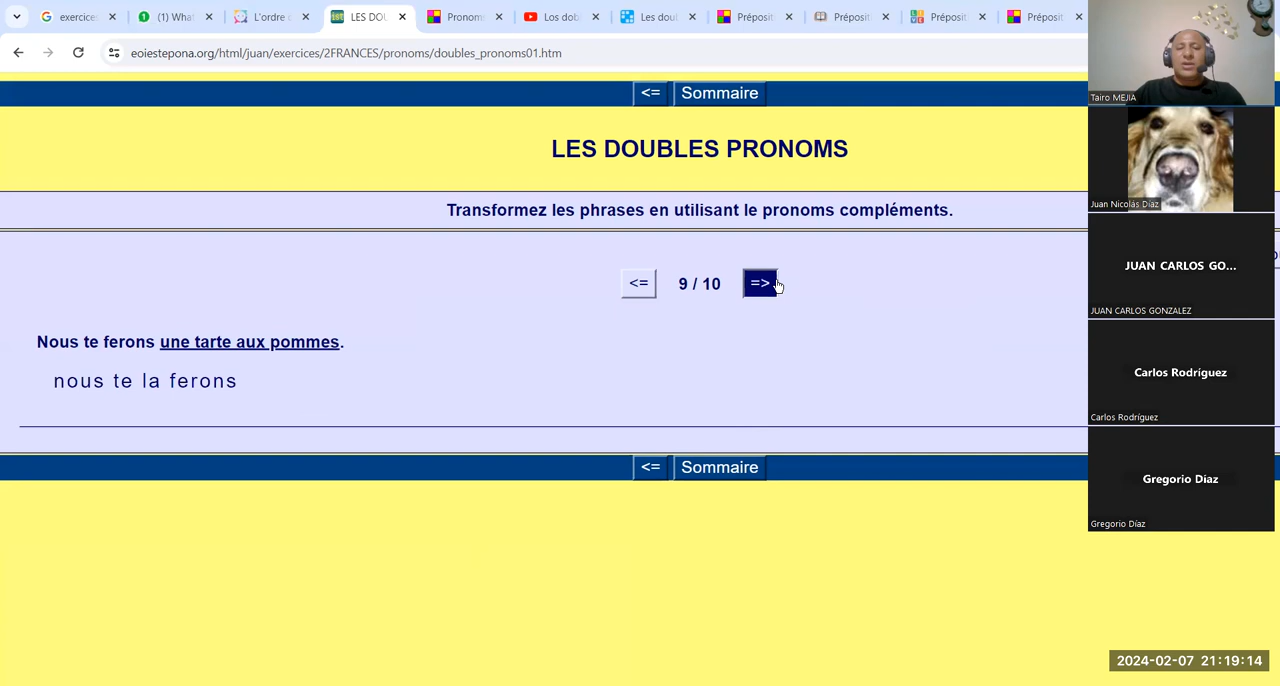 exercice
(1) What
L'ordre
LES DOU
Pronom
Los dob
Les doul
Préposit
Préposit
Préposit
Préposit
eoiestepona.org/html/juan/exercices/2FRANCES/pronoms/doubles_pronoms01.htm
<= Sommaire
LES DOUBLES PRONOMS
Transformez les phrases en utilisant le pronoms compléments.
<= 9 / 10 =>
Nous te ferons une tarte aux pommes.
nous te la ferons
<= Sommaire
Tairo MEJIA
Juan Nicolás Díaz
JUAN CARLOS GO...
JUAN CARLOS GONZALEZ
Carlos Rodríguez
Carlos Rodríguez
Gregorio Díaz
Gregorio Díaz
2024-02-07 21:19:14